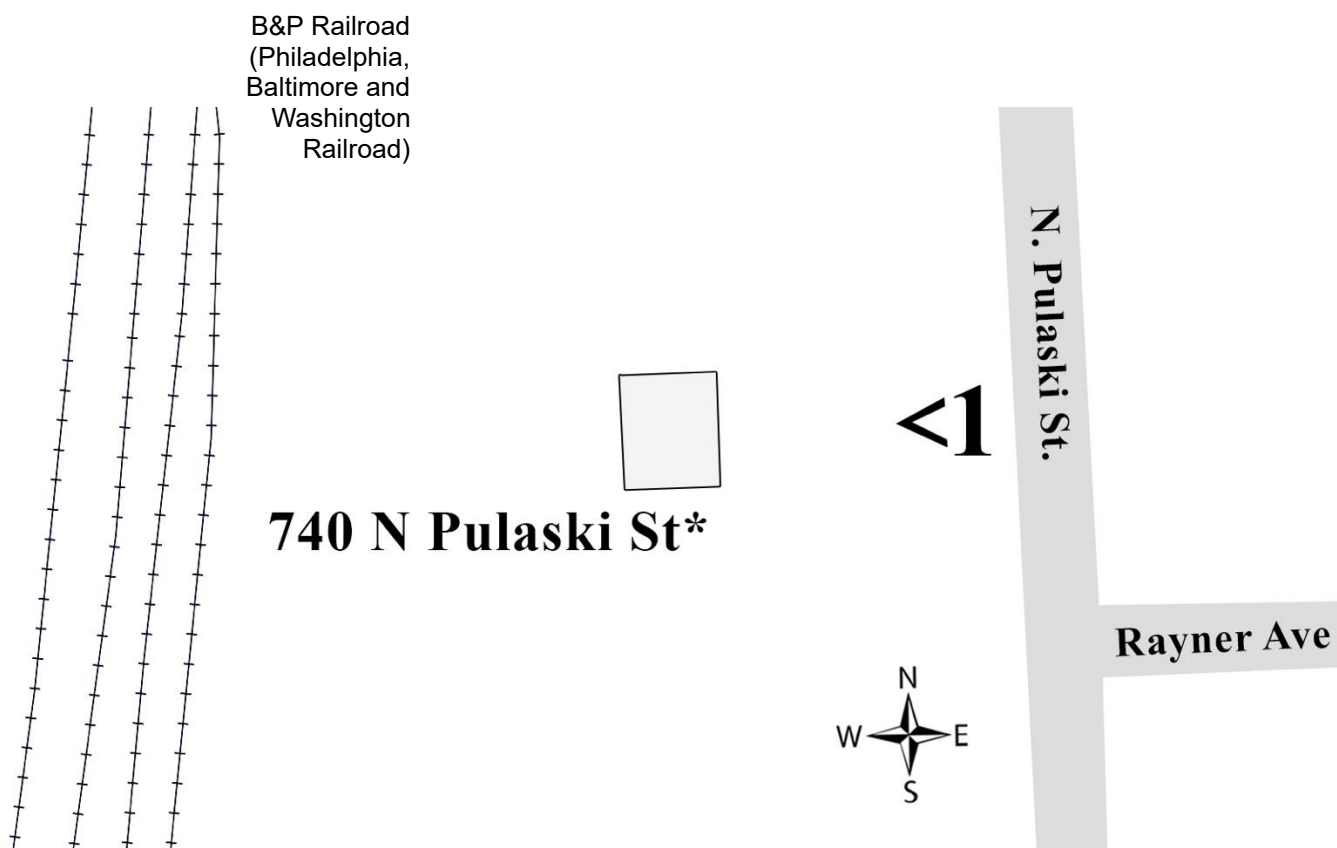 B&P Railroad
(Philadelphia,
Baltimore and
Washington
Railroad)
N. Pulaski St.
<1
740 N Pulaski St*
Rayner Ave
N
W
E
S